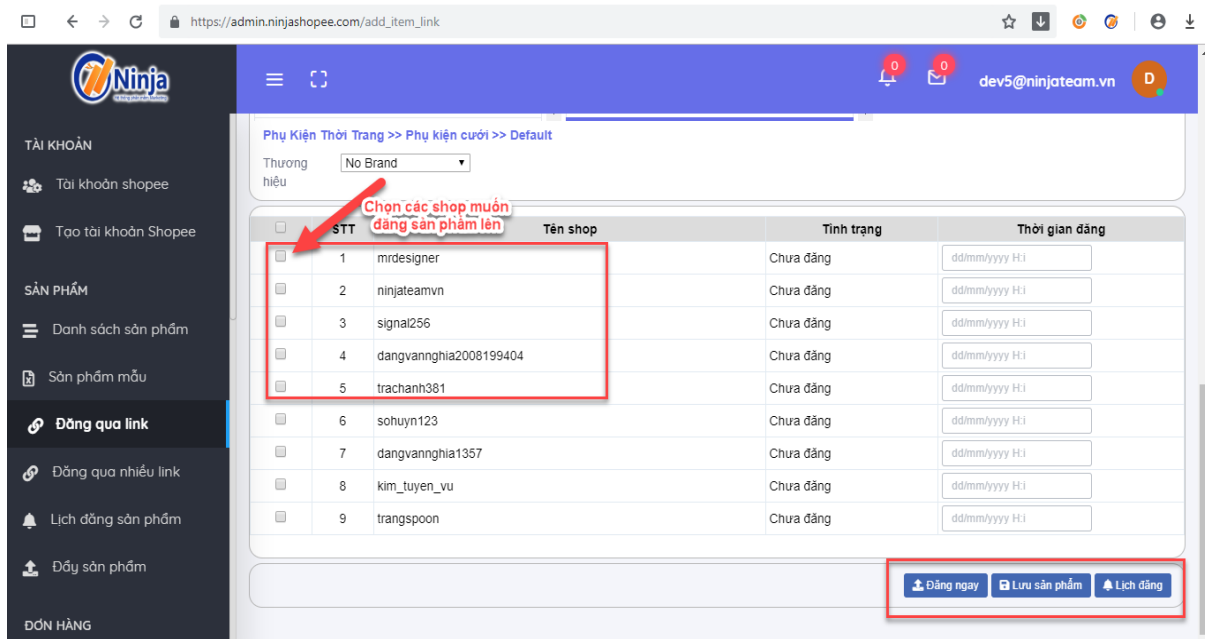 https://admin.ninjashopee.com/add_item_link
Ninja
0
0
dev5@ninjateam.vn
D
TÀI KHOẢN
Tài khoản shopee
Tạo tài khoản Shopee
SẢN PHẨM
Danh sách sản phẩm
Sản phẩm mẫu
Đăng qua link
Đăng qua nhiều link
Lịch đăng sản phẩm
Đẩy sản phẩm
ĐƠN HÀNG
Phụ Kiện Thời Trang >> Phụ kiện cưới >> Default
Thương hiệu
No Brand
Chọn các shop muốn
đăng sản phẩm lên
STT Tên shop Tình trạng Thời gian đăng
1 mrdesigner Chưa đăng dd/mm/yyyy H:i
2 ninjateamvn Chưa đăng dd/mm/yyyy H:i
3 signal256 Chưa đăng dd/mm/yyyy H:i
4 dangvannghia2008199404 Chưa đăng dd/mm/yyyy H:i
5 trachanh381 Chưa đăng dd/mm/yyyy H:i
6 sohuyn123 Chưa đăng dd/mm/yyyy H:i
7 dangvannghia1357 Chưa đăng dd/mm/yyyy H:i
8 kim_tuyen_vu Chưa đăng dd/mm/yyyy H:i
9 trangspoon Chưa đăng dd/mm/yyyy H:i
Đăng ngay Lưu sản phẩm Lịch đăng